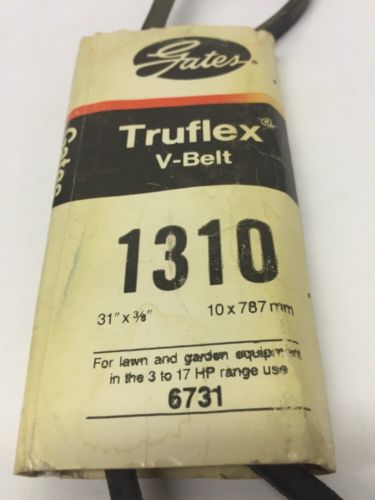 Gates®
Truflex®
V-Belt
Gates
1310
31" x 3/8"
10 x 787 mm
For lawn and garden equipment
in the 3 to 17 HP range use
6731